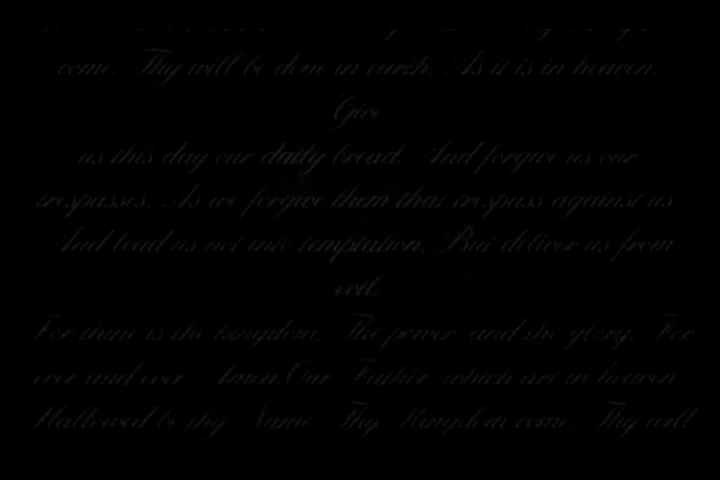 come. Thy will be done in earth, As it is in heaven.
Give
us this day our daily bread. And forgive us our
trespasses, As we forgive them that trespass against us.
And lead us not into temptation, But deliver us from
evil.
For thine is the kingdom, The power, and the glory, For
ever and ever. Amen.Our Father, which art in heaven
Hallowed be thy Name. Thy Kingdom come. Thy will